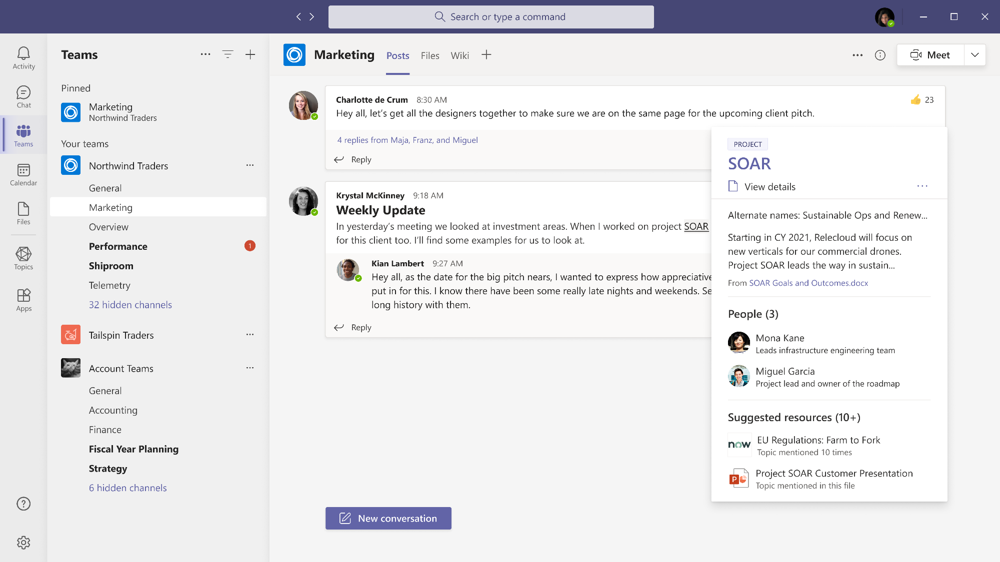 Search or type a command
Activity
Chat
Teams
Calendar
Files
Topics
Apps
Teams
Pinned
Marketing
Northwind Traders
Your teams
Northwind Traders
General
Marketing
Overview
Performance
1
Shiproom
Telemetry
32 hidden channels
Tailspin Traders
Account Teams
General
Accounting
Finance
Fiscal Year Planning
Strategy
6 hidden channels
Marketing
Posts
Files
Wiki
Meet
Charlotte de Crum 8:30 AM
23
Hey all, let's get all the designers together to make sure we are on the same page for the upcoming client pitch.
4 replies from Maja, Franz, and Miguel
Reply
Krystal McKinney 9:18 AM
Weekly Update
In yesterday's meeting we looked at investment areas. When I worked on project SOAR
for this client too. I'll find some examples for us to look at.
Kian Lambert 9:27 AM
Hey all, as the date for the big pitch nears, I wanted to express how appreciative
put in for this. I know there have been some really late nights and weekends. Se
long history with them.
Reply
New conversation
PROJECT
SOAR
View details
Alternate names: Sustainable Ops and Renew...
Starting in CY 2021, Relecloud will focus on
new verticals for our commercial drones.
Project SOAR leads the way in sustain...
From SOAR Goals and Outcomes.docx
People (3)
Mona Kane
Leads infrastructure engineering team
Miguel Garcia
Project lead and owner of the roadmap
Suggested resources (10+)
now
EU Regulations: Farm to Fork
Topic mentioned 10 times
P
Project SOAR Customer Presentation
Topic mentioned in this file